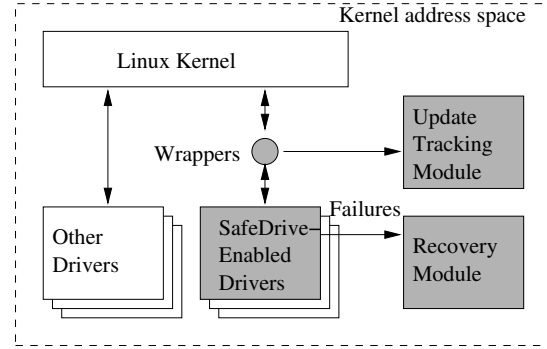 Kernel address space
Linux Kernel
Wrappers
Update
Tracking
Module
Failures
Other
Drivers
SafeDrive-
Enabled
Drivers
Recovery
Module